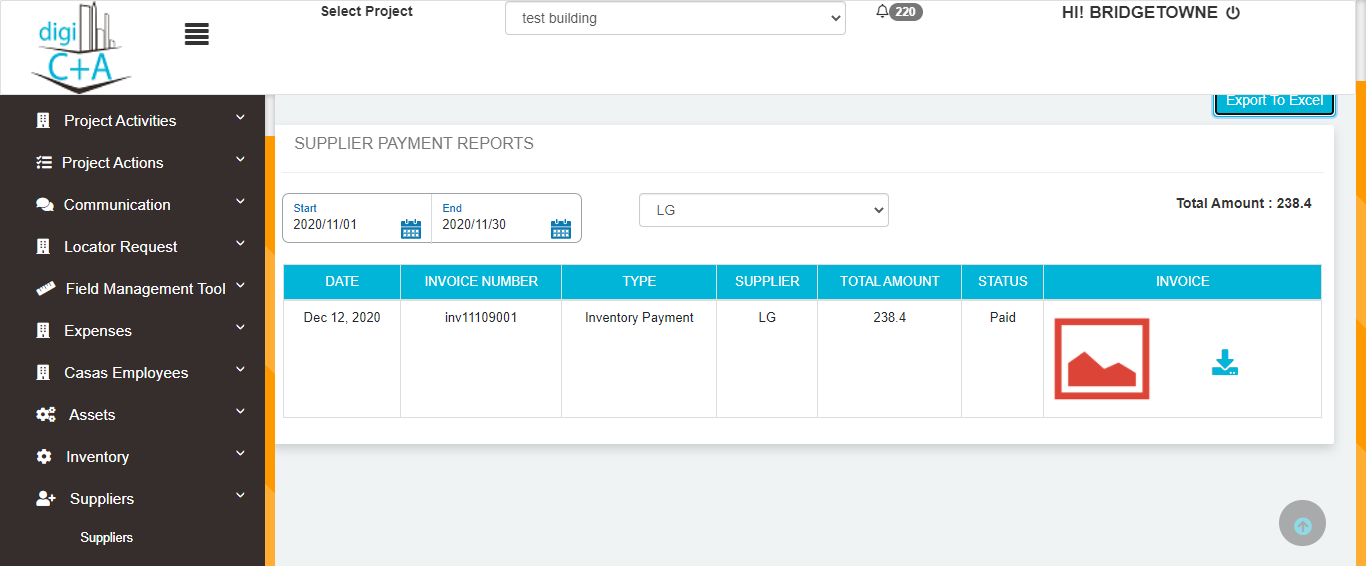 digi
C+A
Select Project
test building
220
HI! BRIDGETOWNE
Export To Excel
Project Activities
Project Actions
Communication
Locator Request
Field Management Tool
Expenses
Casas Employees
Assets
Inventory
Suppliers
Suppliers
SUPPLIER PAYMENT REPORTS
Start
2020/11/01
End
2020/11/30
LG
Total Amount : 238.4
DATE INVOICE NUMBER TYPE SUPPLIER TOTAL AMOUNT STATUS INVOICE
Dec 12, 2020 inv11109001 Inventory Payment LG 238.4 Paid